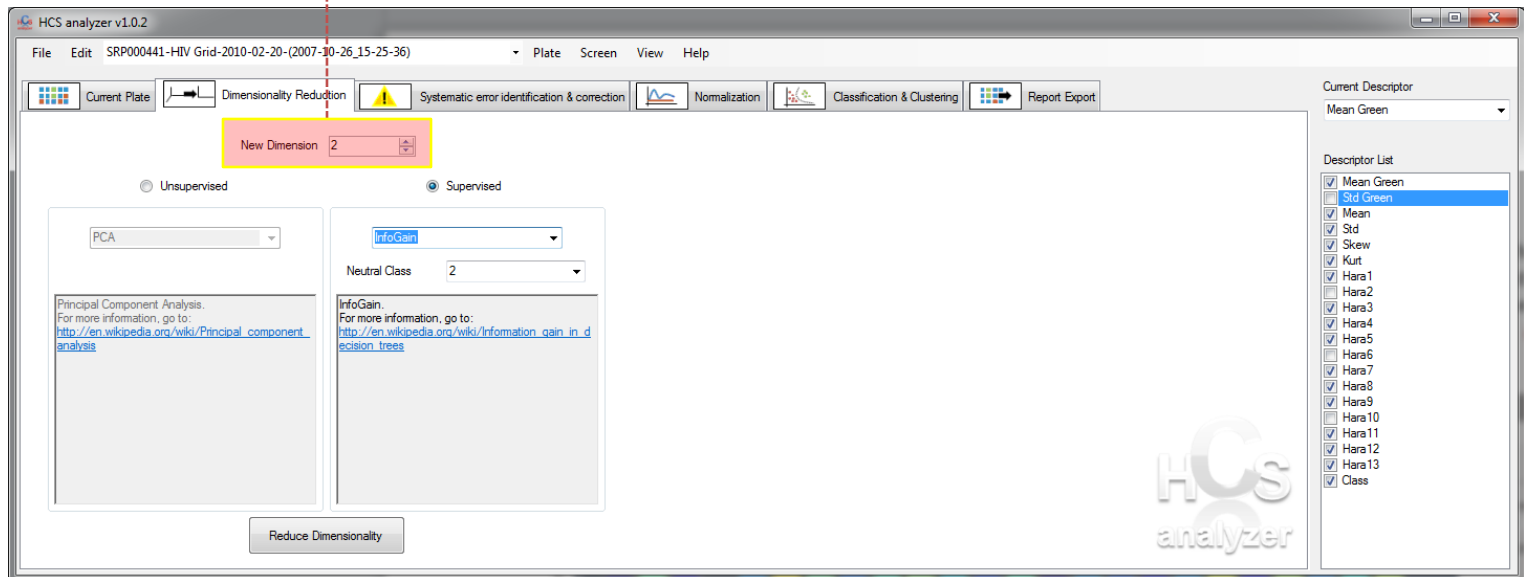 HCS analyzer v1.0.2
File Edit SRP000441-HIV Grid-2010-02-20-(2007-10-26_15-25-36) Plate Screen View Help
Current Plate Dimensionality Reduction Systematic error identification & correction Normalization Classification & Clustering Report Export
New Dimension 2
Unsupervised Supervised
PCA
InfoGain
Neutral Class 2
Principal Component Analysis.
For more information, go to:
http://en.wikipedia.org/wiki/Principal_component_
analysis
InfoGain.
For more information, go to:
http://en.wikipedia.org/wiki/Information_gain_in_d
ecision_trees
Reduce Dimensionality
HCS
analyzer
Current Descriptor
Mean Green
Descriptor List
Mean Green
Std Green
Mean
Std
Skew
Kurt
Hara1
Hara2
Hara3
Hara4
Hara5
Hara6
Hara7
Hara8
Hara9
Hara10
Hara11
Hara12
Hara13
Class